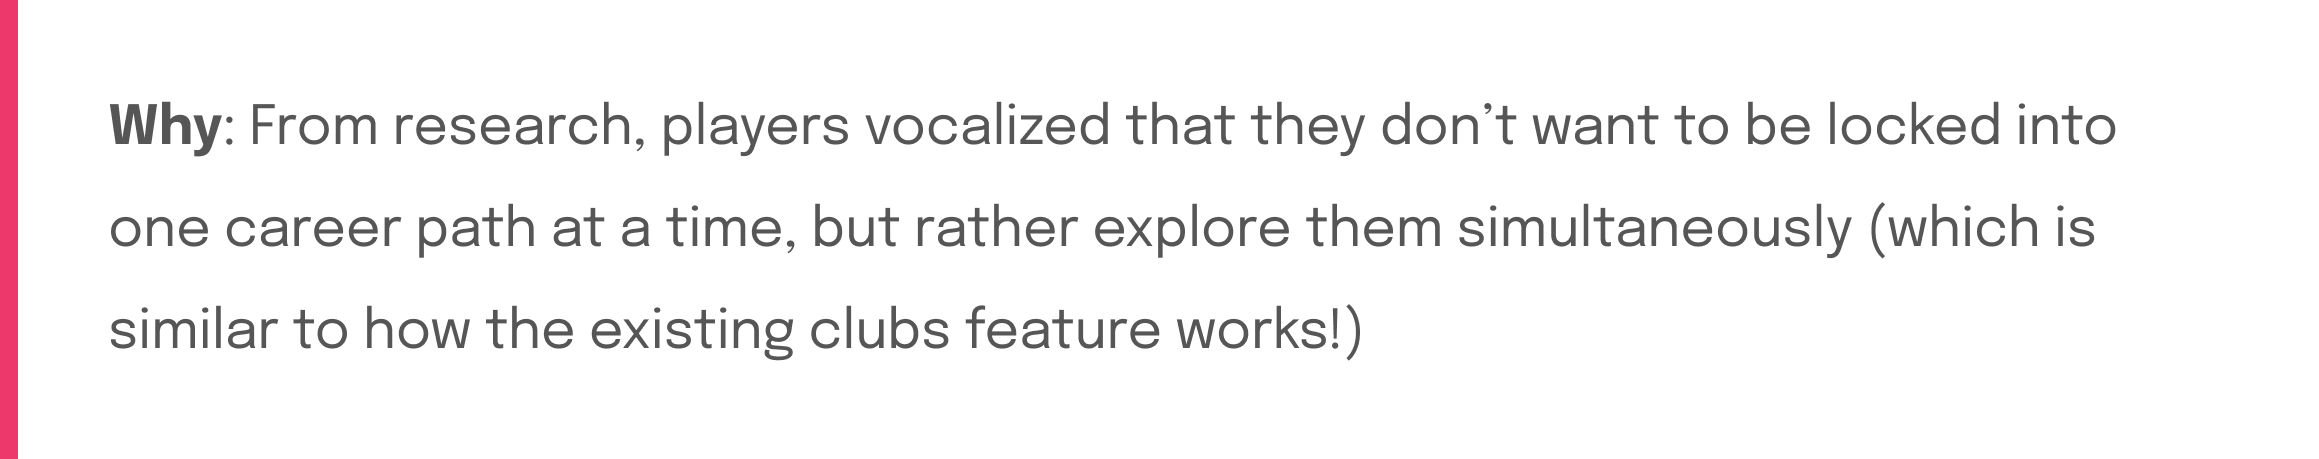 Why: From research, players vocalized that they don’t want to be locked into
one career path at a time, but rather explore them simultaneously (which is
similar to how the existing clubs feature works!)